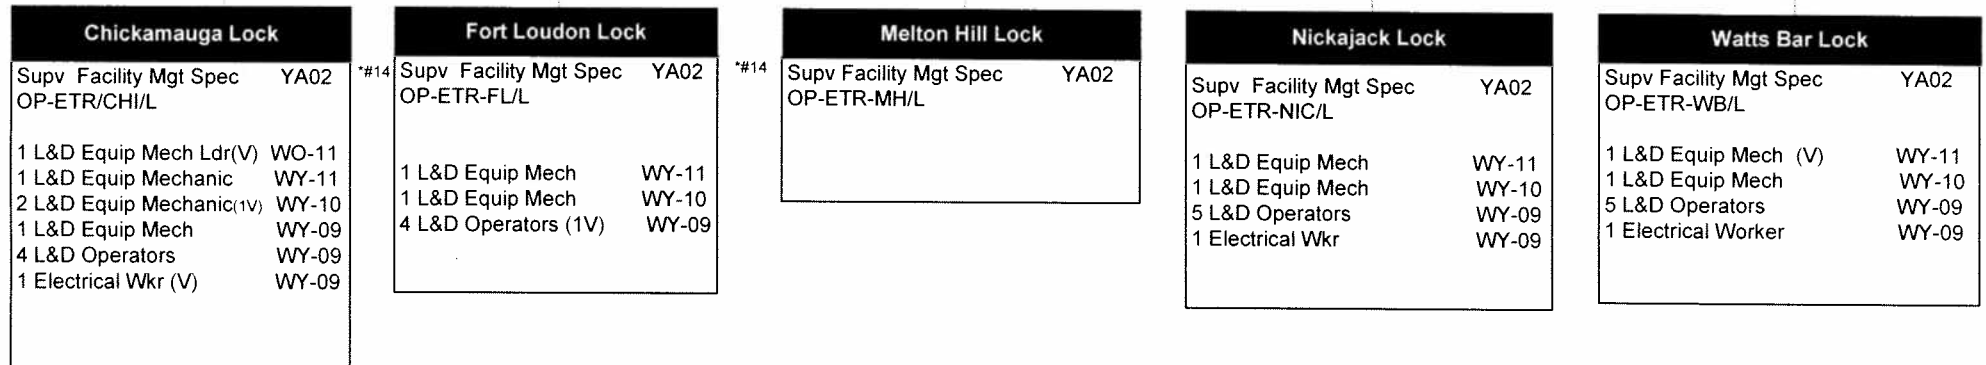 Chickamauga Lock
Supv Facility Mgt Spec YA02
OP-ETR/CHI/L
1 L&D Equip Mech Ldr(V) WO-11
1 L&D Equip Mechanic WY-11
2 L&D Equip Mechanic(1V) WY-10
1 L&D Equip Mech WY-09
4 L&D Operators WY-09
1 Electrical Wkr (V) WY-09
*#14
Fort Loudon Lock
Supv Facility Mgt Spec YA02
OP-ETR-FL/L
1 L&D Equip Mech WY-11
1 L&D Equip Mech WY-10
4 L&D Operators (1V) WY-09
*#14
Melton Hill Lock
Supv Facility Mgt Spec YA02
OP-ETR-MH/L
Nickajack Lock
Supv Facility Mgt Spec YA02
OP-ETR-NIC/L
1 L&D Equip Mech WY-11
1 L&D Equip Mech WY-10
5 L&D Operators WY-09
1 Electrical Wkr WY-09
Watts Bar Lock
Supv Facility Mgt Spec YA02
OP-ETR-WB/L
1 L&D Equip Mech (V) WY-11
1 L&D Equip Mech WY-10
5 L&D Operators WY-09
1 Electrical Worker WY-09